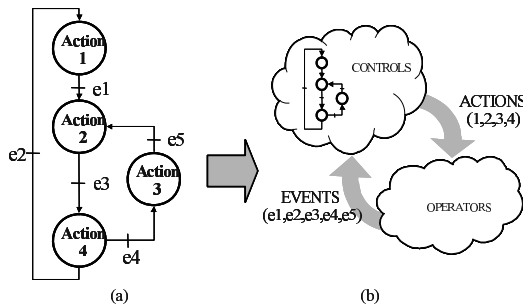 Action
1
e1
Action
2
e2
e3
e5
Action
3
Action
4
e4
(a)
CONTROLS
ACTIONS
(1,2,3,4)
EVENTS
(e1,e2,e3,e4,e5)
OPERATORS
(b)